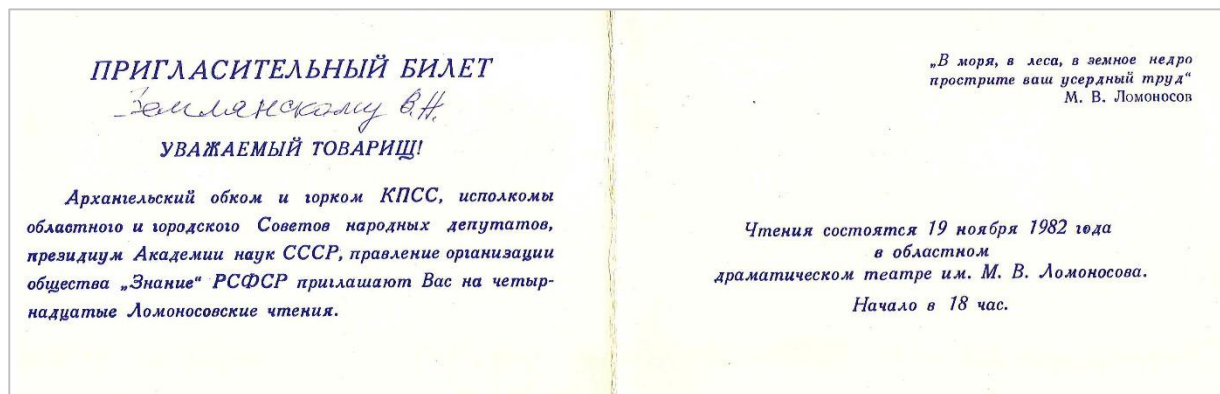 ПРИГЛАСИТЕЛЬНЫЙ БИЛЕТ
Землянскому В.Н.
УВАЖАЕМЫЙ ТОВАРИЩ!
Архангельский обком и горком КПСС, исполкомы
областного и городского Советов народных депутатов,
президиум Академии наук СССР, правление организации
общества „Знание“ РСФСР приглашают Вас на четыр-
надцатые Ломоносовские чтения.
„В моря, в леса, в земное недро
прострите ваш усердный труд“
М. В. Ломоносов
Чтения состоятся 19 ноября 1982 года
в областном
драматическом театре им. М. В. Ломоносова.
Начало в 18 час.